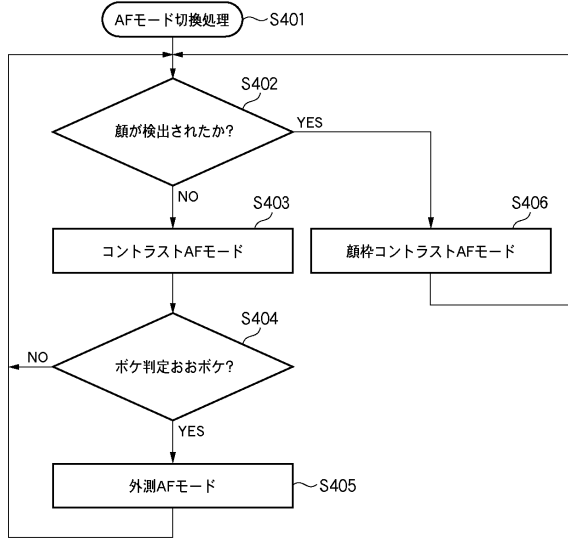 AFモード切換処理
S401
S402
顔が検出されたか?
YES
NO
S403
コントラストAFモード
S406
顔枠コントラストAFモード
S404
ボケ判定おおボケ?
NO
YES
外測AFモード
S405